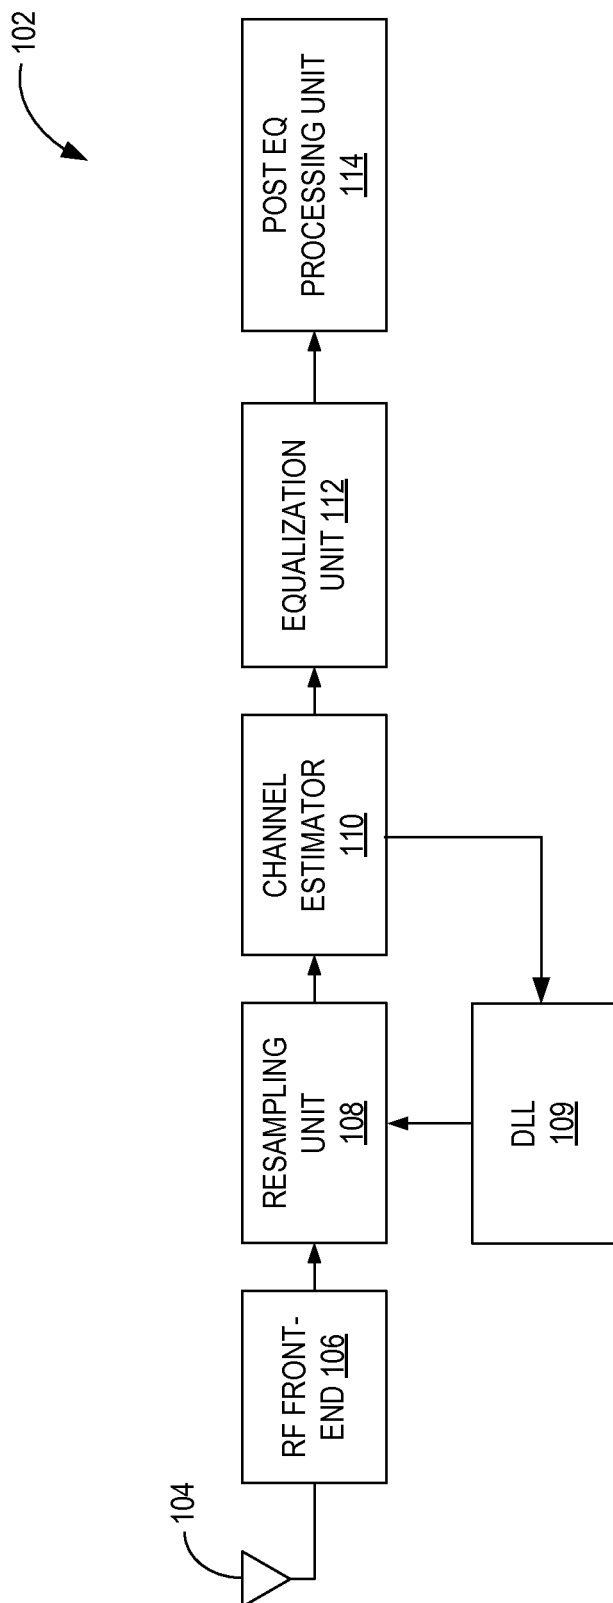 102
104
RF FRONT-
END 106
RESAMPLING
UNIT
108
DLL
109
CHANNEL
ESTIMATOR
110
EQUALIZATION
UNIT 112
POST EQ
PROCESSING UNIT
114